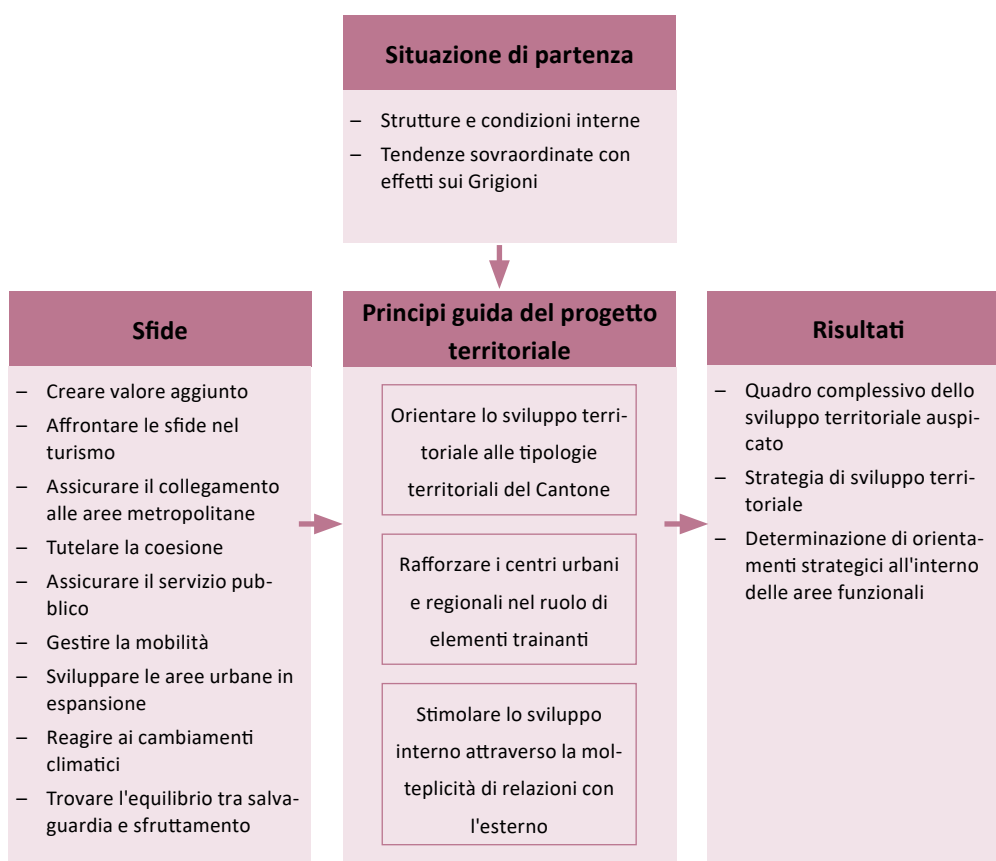 Situazione di partenza
– Strutture e condizioni interne
– Tendenze sovraordinate con
effetti sui Grigioni
Sfide
– Creare valore aggiunto
– Affrontare le sfide nel
turismo
– Assicurare il collegamento
alle aree metropolitane
– Tutelare la coesione
– Assicurare il servizio pub-
blico
– Gestire la mobilità
– Sviluppare le aree urbane in
espansione
– Reagire ai cambiamenti
climatici
– Trovare l'equilibrio tra salva-
guardia e sfruttamento
Principi guida del progetto
territoriale
Orientare lo sviluppo terri-
toriale alle tipologie
territoriali del Cantone
Rafforzare i centri urbani
e regionali nel ruolo di
elementi trainanti
Stimolare lo sviluppo
interno attraverso la mol-
teplicità di relazioni con
l'esterno
Risultati
– Quadro complessivo dello
sviluppo territoriale auspi-
cato
– Strategia di sviluppo terri-
toriale
– Determinazione di orienta-
menti strategici all'interno
delle aree funzionali